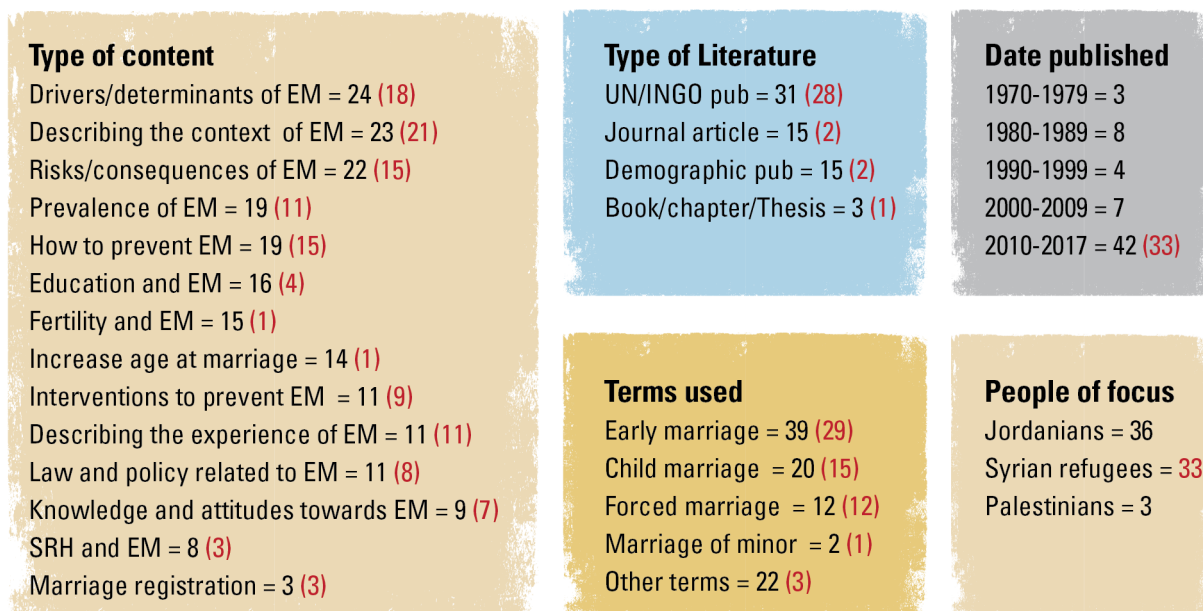 Type of content
Drivers/determinants of EM = 24 (18)
Describing the context of EM = 23 (21)
Risks/consequences of EM = 22 (15)
Prevalence of EM = 19 (11)
How to prevent EM = 19 (15)
Education and EM = 16 (4)
Fertility and EM = 15 (1)
Increase age at marriage = 14 (1)
Interventions to prevent EM = 11 (9)
Describing the experience of EM = 11 (11)
Law and policy related to EM = 11 (8)
Knowledge and attitudes towards EM = 9 (7)
SRH and EM = 8 (3)
Marriage registration = 3 (3)
Type of Literature
UN/INGO pub = 31 (28)
Journal article = 15 (2)
Demographic pub = 15 (2)
Book/chapter/Thesis = 3 (1)
Date published
1970-1979 = 3
1980-1989 = 8
1990-1999 = 4
2000-2009 = 7
2010-2017 = 42 (33)
Terms used
Early marriage = 39 (29)
Child marriage = 20 (15)
Forced marriage = 12 (12)
Marriage of minor = 2 (1)
Other terms = 22 (3)
People of focus
Jordanians = 36
Syrian refugees = 33
Palestinians = 3